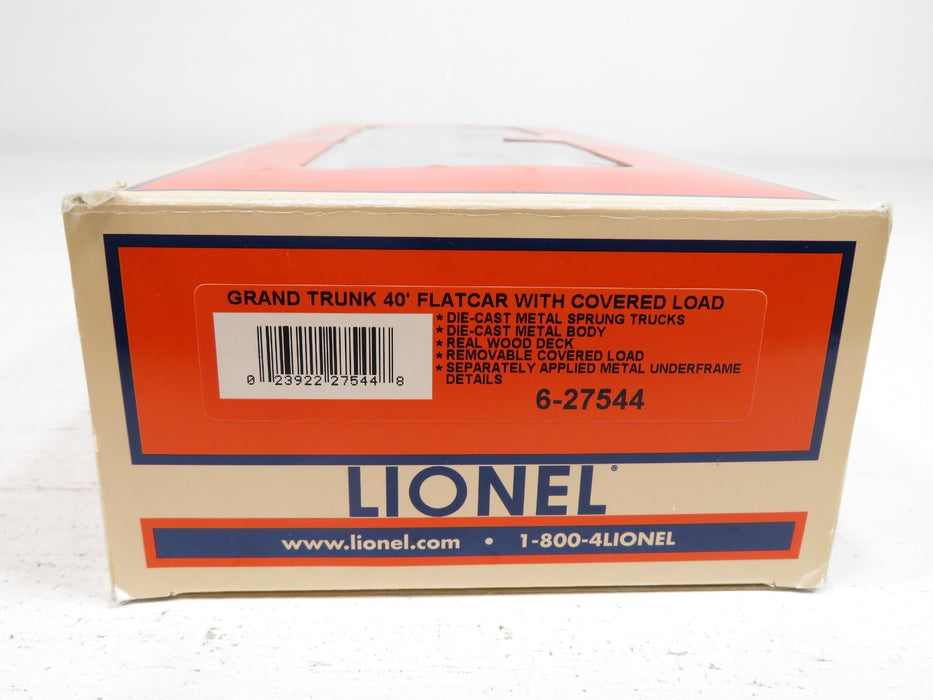 GRAND TRUNK 40' FLATCAR WITH COVERED LOAD
* DIE-CAST METAL SPRUNG TRUCKS
* DIE-CAST METAL BODY
* REAL WOOD DECK
* REMOVABLE COVERED LOAD
* SEPARATELY APPLIED METAL UNDERFRAME
DETAILS
0 23922 27544 8
6-27544
LIONEL®
www.lionel.com • 1-800-4LIONEL